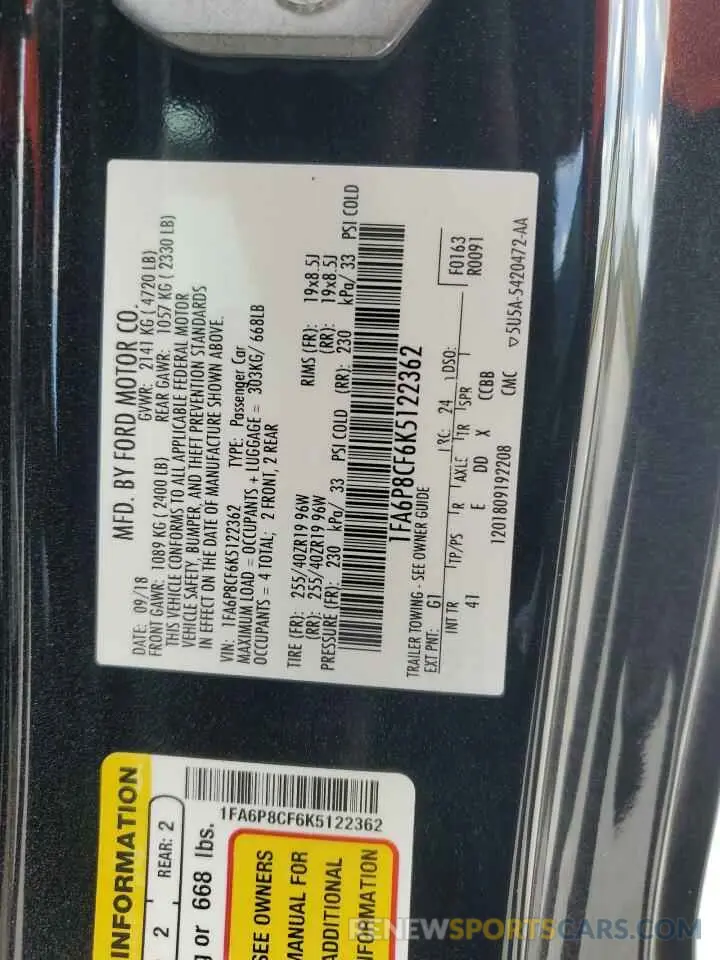 MFD. BY FORD MOTOR CO.
DATE: 09/18 GVWR: 2141 KG ( 4720 LB)
FRONT GAWR: 1089 KG ( 2400 LB) REAR GAWR: 1057 KG ( 2330 LB)
THIS VEHICLE CONFORMS TO ALL APPLICABLE FEDERAL MOTOR
VEHICLE SAFETY, BUMPER, AND THEFT PREVENTION STANDARDS
IN EFFECT ON THE DATE OF MANUFACTURE SHOWN ABOVE.
VIN: 1FA6P8CF6K5122362 TYPE: Passenger Car
MAXIMUM LOAD = OCCUPANTS + LUGGAGE = 303KG/ 668LB
OCCUPANTS = 4 TOTAL; 2 FRONT, 2 REAR
TIRE (FR): 255/40ZR19 96W RIMS (FR): 19x8.5J
(RR): 255/40ZR19 96W (RR): 19x8.5J
PRESSURE (FR): 230 kPa/ 33 PSI COLD (RR): 230 kPa/ 33 PSI COLD
1FA6P8CF6K5122362
TRAILER TOWING - SEE OWNER GUIDE
EXT PNT: G1 RC: 24 DSO: F0163
R0091
INT TR TP/PS R AXLE TR SPR
41 E DD X CCBB
1201809192208 CMC ▽5U5A-5420472-AA
INFORMATION
2 REAR: 2
or 668 lbs.
1FA6P8CF6K5122362
SEE OWNERS
MANUAL FOR
ADDITIONAL
INFORMATION
RENEWSPORTSCARS.COM